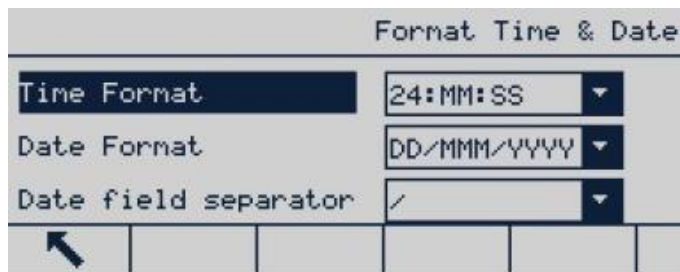 Format Time & Date
Time Format 24:MM:SS
Date Format DD/MMM/YYYY
Date field separator /